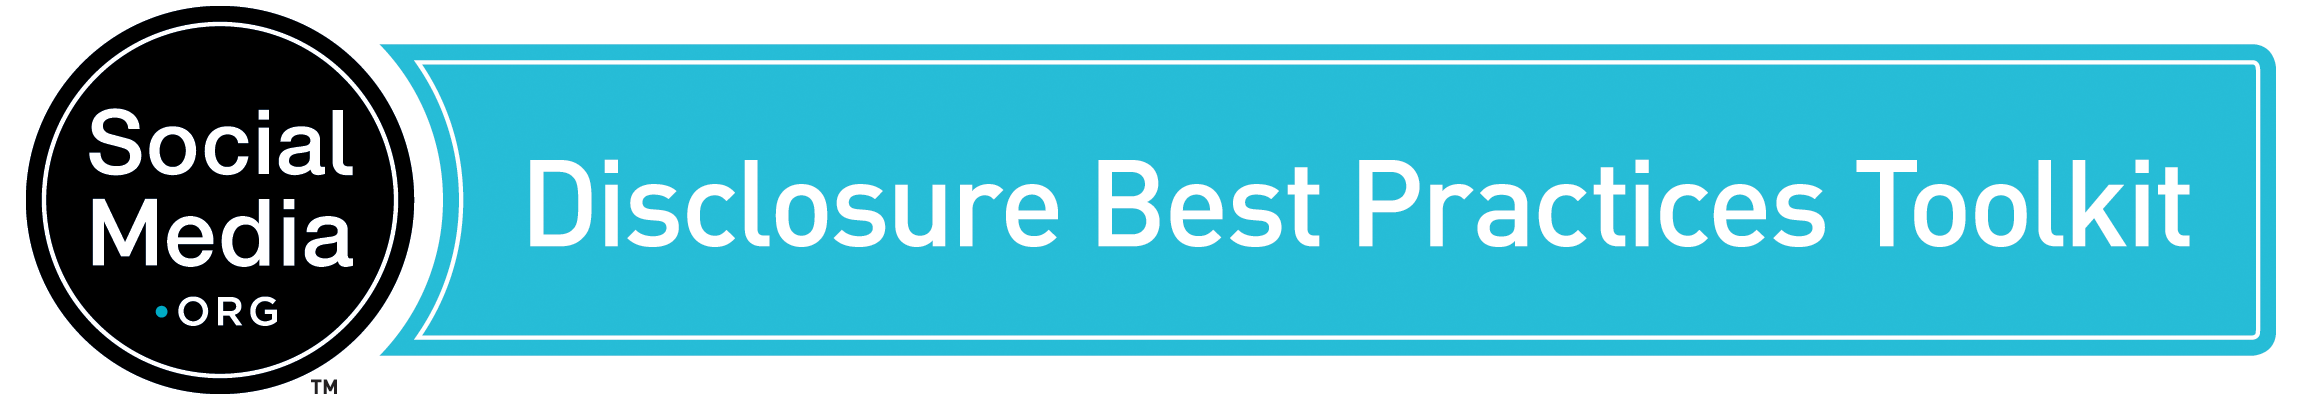 Social
Media
.ORG
TM
Disclosure Best Practices Toolkit